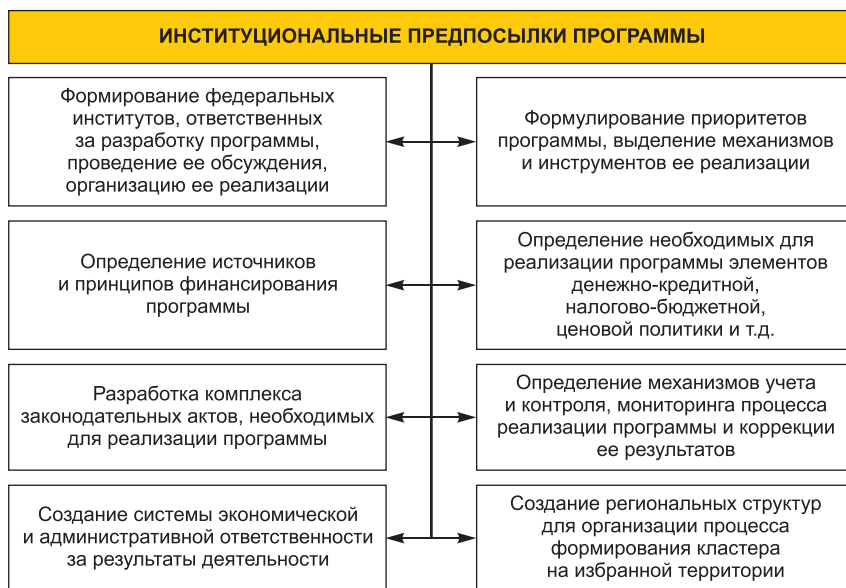 ИНСТИТУЦИОНАЛЬНЫЕ ПРЕДПОСЫЛКИ ПРОГРАММЫ
Формирование федеральных
институтов, ответственных
за разработку программы,
проведение ее обсуждения,
организацию ее реализации
Формулирование приоритетов
программы, выделение механизмов
и инструментов ее реализации
Определение источников
и принципов финансирования
программы
Определение необходимых для
реализации программы элементов
денежно-кредитной,
налогово-бюджетной,
ценовой политики и т.д.
Разработка комплекса
законодательных актов, необходимых
для реализации программы
Определение механизмов учета
и контроля, мониторинга процесса
реализации программы и коррекции
ее результатов
Создание системы экономической
и административной ответственности
за результаты деятельности
Создание региональных структур
для организации процесса
формирования кластера
на избранной территории